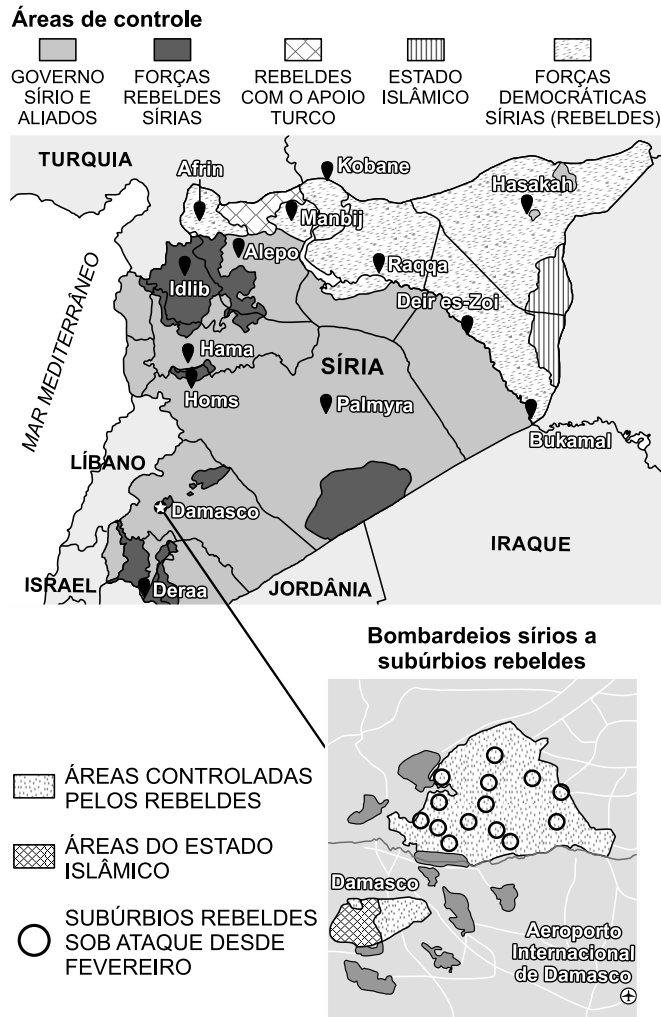 Áreas de controle
GOVERNO
SÍRIO E
ALIADOS
FORÇAS
REBELDES
SÍRIAS
REBELDES
COM O APOIO
TURCO
ESTADO
ISLÂMICO
FORÇAS
DEMOCRÁTICAS
SÍRIAS (REBELDES)
TURQUIA
Afrin
Kobane
Hasakah
Manbij
Alepo
Raqqa
Idlib
Deir'es-Zoi
MAR MEDITERRÂNEO
Hama
SÍRIA
Homs
Palmyra
Bukamal
LÍBANO
Damasco
IRAQUE
ISRAEL
Deraa
JORDÂNIA
Bombardeios sírios a
subúrbios rebeldes
ÁREAS CONTROLADAS
PELOS REBELDES
ÁREAS DO ESTADO
ISLÂMICO
SUBÚRBIOS REBELDES
SOB ATAQUE DESDE
FEVEREIRO
Damasco
Aeroporto
Internacional
de Damasco